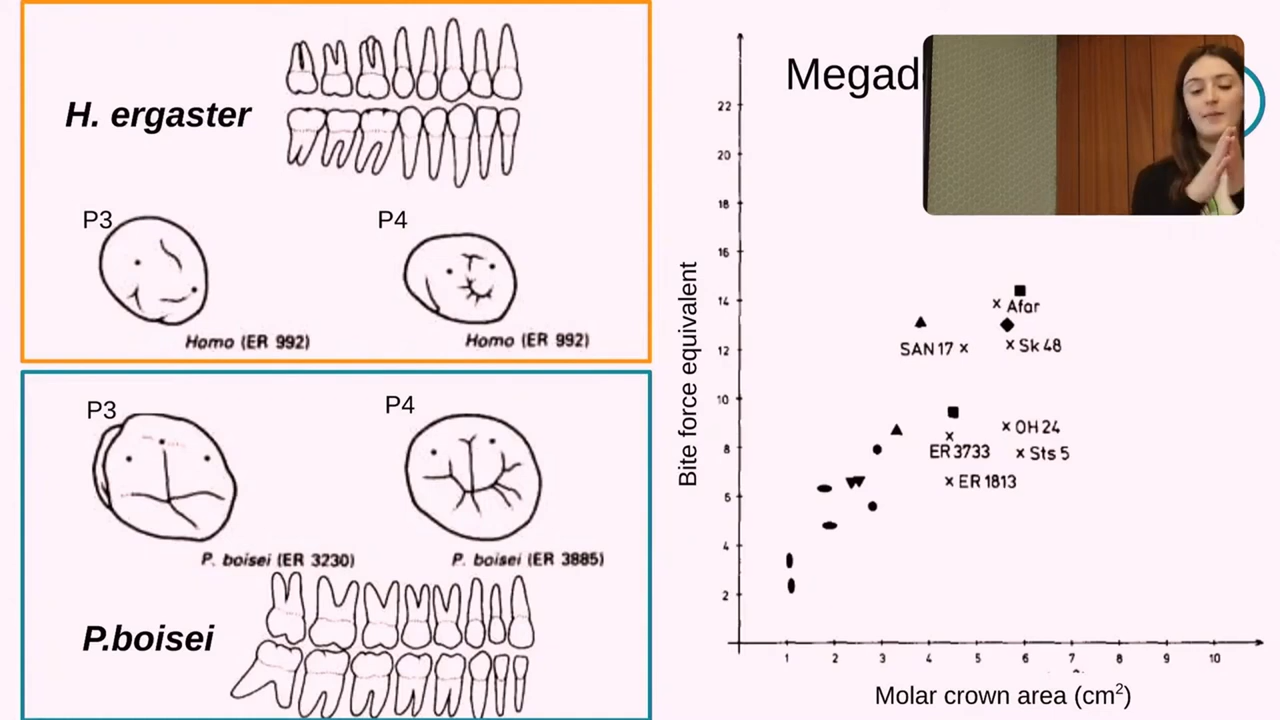 H. ergaster
P3
P4
Homo (ER 992)
Homo (ER 992)
P3
P4
P. boisei (ER 3230)
P. boisei (ER 3885)
P.boisei
Megad
Bite force equivalent
22
20
18
16
14
12
10
8
6
4
2
Afar
SAN 17
Sk 48
OH 24
ER 3733
Sts 5
ER 1813
1 2 3 4 5 6 7 8 9 10
Molar crown area (cm²)